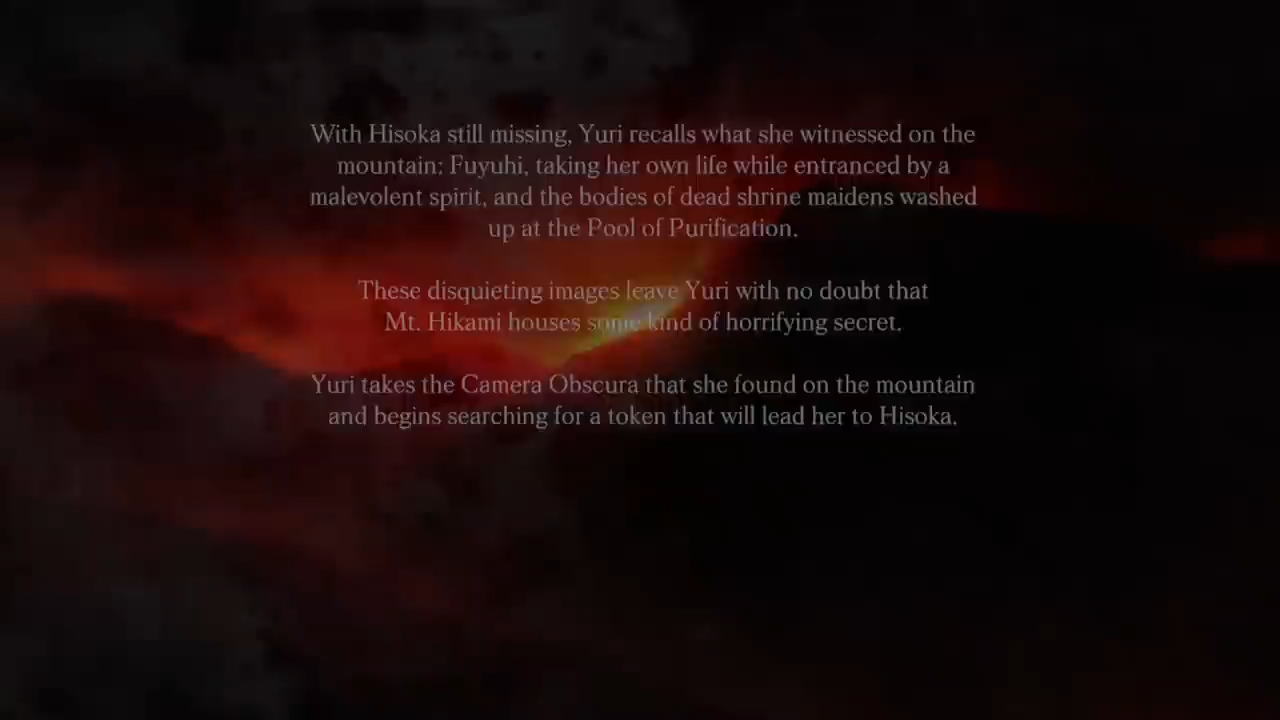 With Hisoka still missing, Yuri recalls what she witnessed on the
mountain: Fuyuhi, taking her own life while entranced by a
malevolent spirit, and the bodies of dead shrine maidens washed
up at the Pool of Purification.
These disquieting images leave Yuri with no doubt that
Mt. Hikami houses some kind of horrifying secret.
Yuri takes the Camera Obscura that she found on the mountain
and begins searching for a token that will lead her to Hisoka.